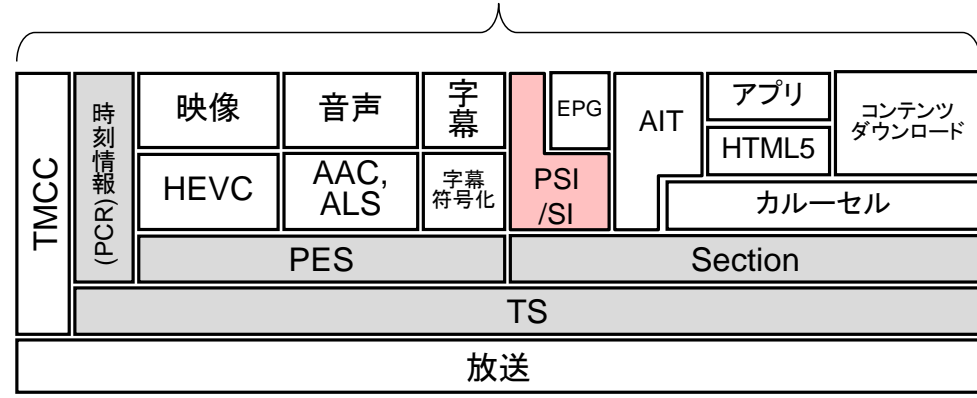 TMCC
時刻情報
(PCR)
映像
音声
字
幕
EPG
AIT
アプリ
コンテンツ
ダウンロード
HTML5
HEVC
AAC,
ALS
字幕
符号化
PSI
/SI
カルーセル
PES
Section
TS
放送